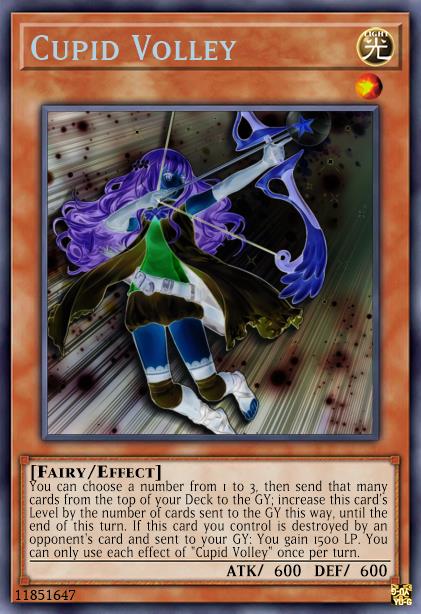 Cupid Volley
LIGHT
光
[Fairy/Effect]
You can choose a number from 1 to 3, then send that many
cards from the top of your Deck to the GY; increase this card's
Level by the number of cards sent to the GY this way, until the
end of this turn. If this card you control is destroyed by an
opponent's card and sent to your GY: You gain 1500 LP. You
can only use each effect of "Cupid Volley" once per turn.
ATK/ 600 DEF/ 600
11851647